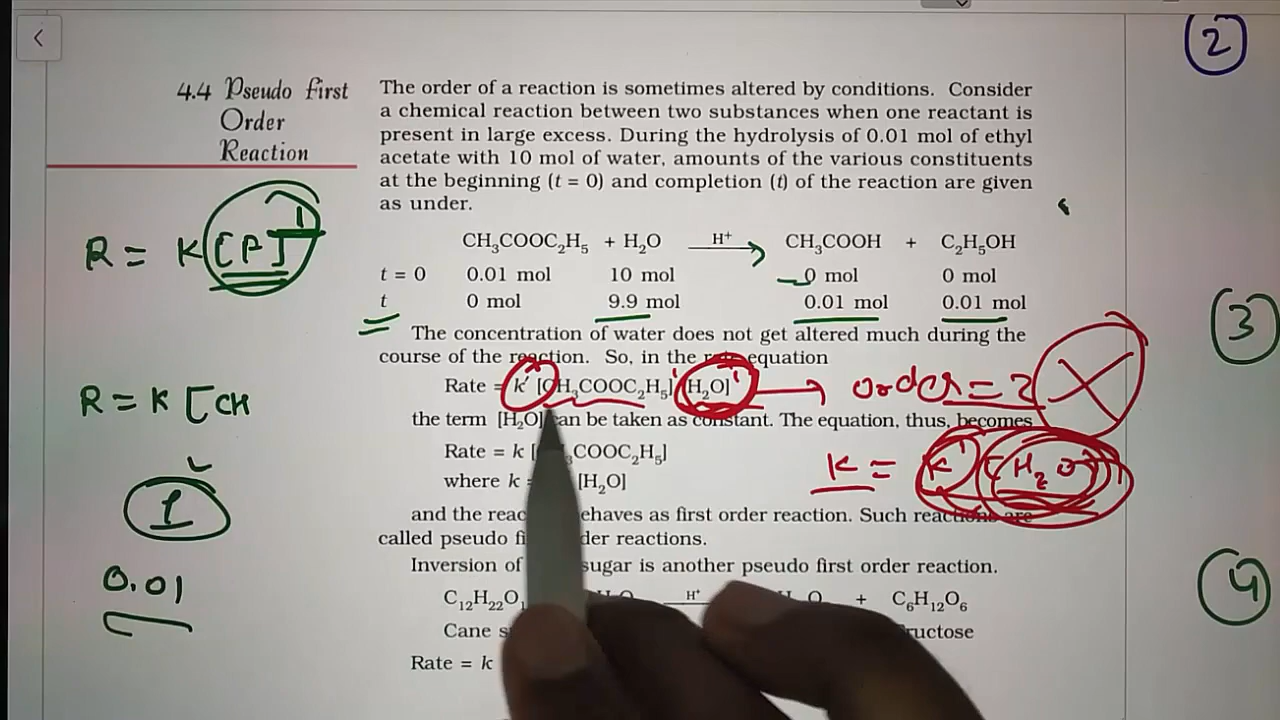 2
4.4 Pseudo First
Order
Reaction
The order of a reaction is sometimes altered by conditions. Consider
a chemical reaction between two substances when one reactant is
present in large excess. During the hydrolysis of 0.01 mol of ethyl
acetate with 10 mol of water, amounts of the various constituents
at the beginning (t = 0) and completion (t) of the reaction are given
as under.
R = K [P]¹
CH₃COOC₂H₅ + H₂O H⁺ → CH₃COOH + C₂H₅OH
t = 0 0.01 mol 10 mol 0 mol 0 mol
t 0 mol 9.9 mol 0.01 mol 0.01 mol
3
The concentration of water does not get altered much during the
course of the reaction. So, in the rate equation
Rate = k′ [CH₃COOC₂H₅]¹ [H₂O]¹ → order = 2
R = K [CH
the term [H₂O] can be taken as constant. The equation, thus, becomes
Rate = k [ COOC₂H₅]
K = K′ [H₂O]
where k [H₂O]
1
and the behaves as first order reaction. Such reactions are
called pseudo reactions.
Inversion of sugar is another pseudo first order reaction.
0.01
4
C₁₂H₂₂O H⁺ + C₆H₁₂O₆
Cane
Rate = k